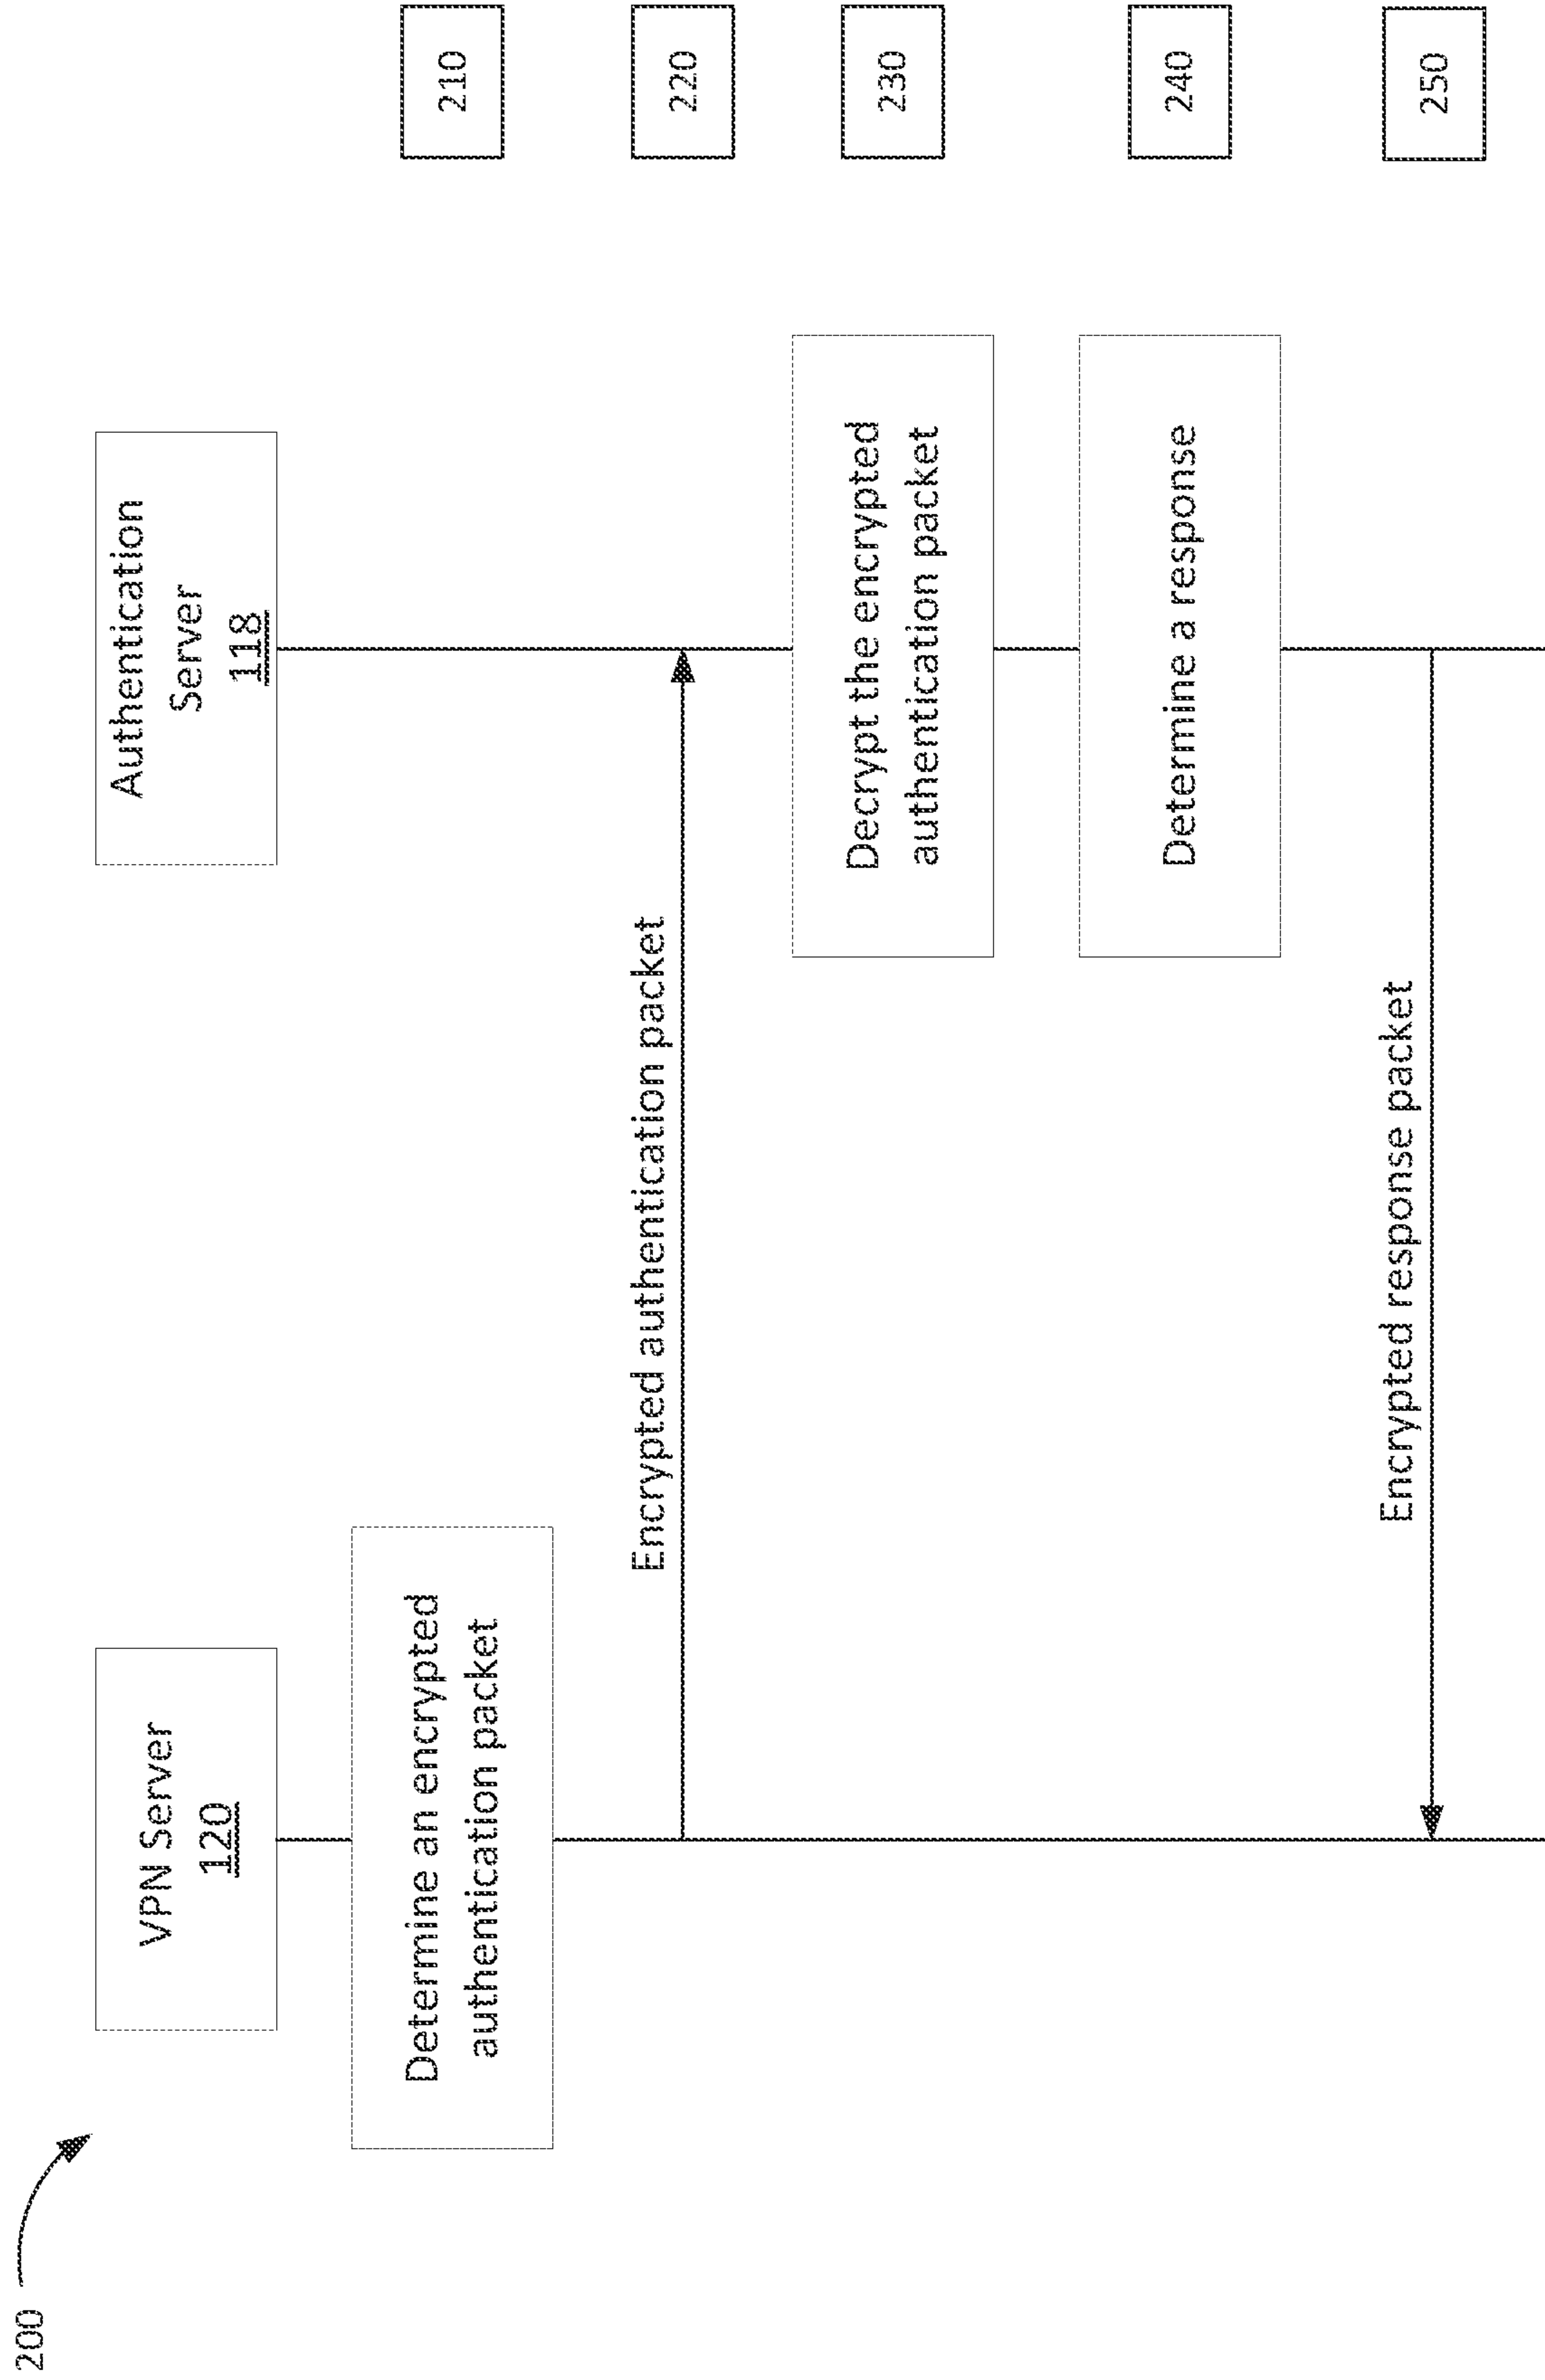 200
VPN Server
120
Authentication
Server
118
Determine an encrypted
authentication packet
210
Encrypted authentication packet
220
Decrypt the encrypted
authentication packet
230
Determine a response
240
Encrypted response packet
250